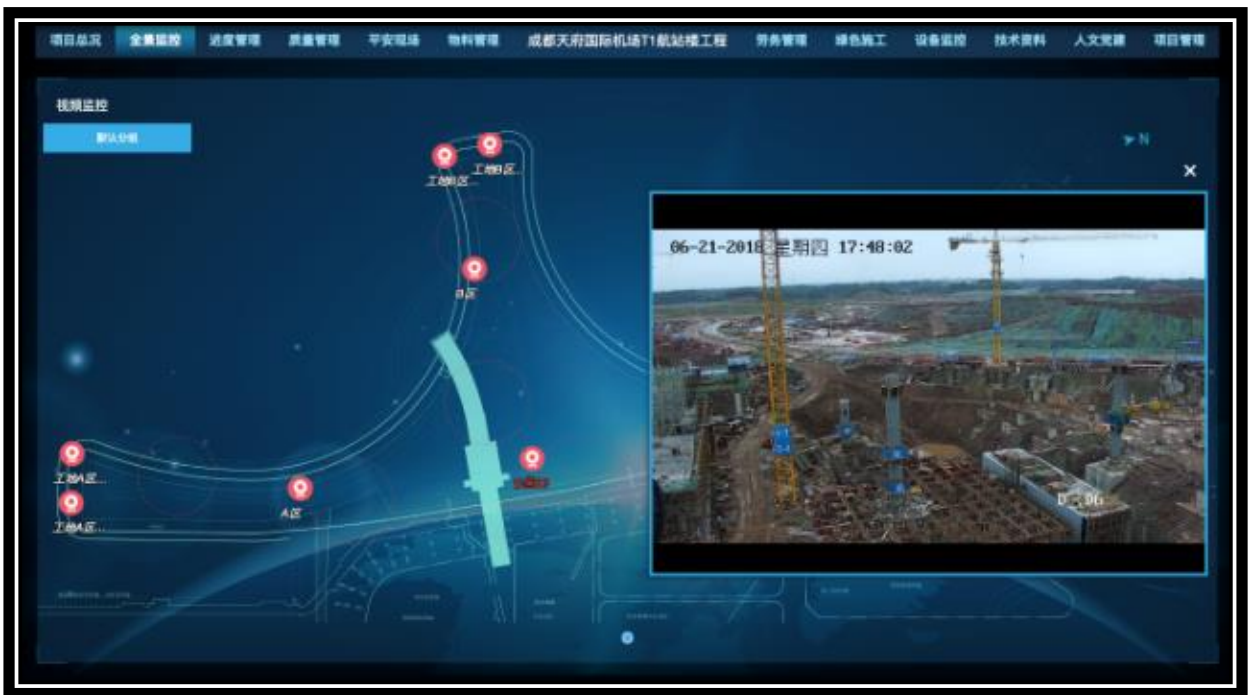 项目总况 全景监控 进度管理 质量管理 平安现场 物料管理 成都天府国际机场T1航站楼工程 劳务管理 绿色施工 设备监控 技术资料 人文党建 项目管理
视频监控
默认分组
N
工地B区...
工地B区...
06-21-2018 星期四 17:48:02
B区
工地A区...
A区
工地A区...